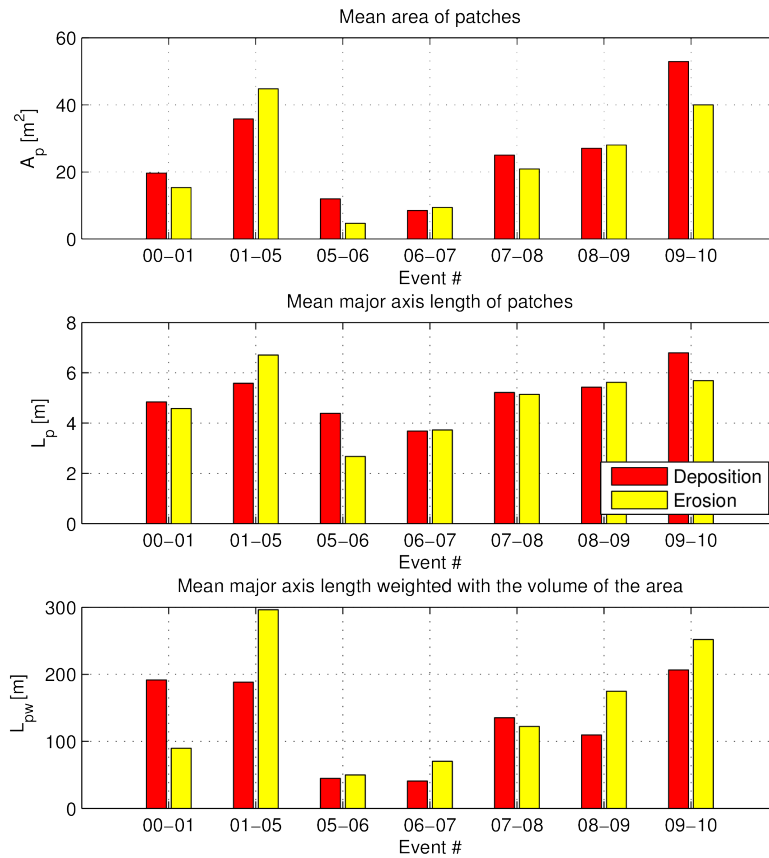 Mean area of patches
60
40
20
0
A_p [m^2]
00−01 01−05 05−06 06−07 07−08 08−09 09−10
Event #
Mean major axis length of patches
8
6
4
2
0
L_p [m]
Deposition
Erosion
00−01 01−05 05−06 06−07 07−08 08−09 09−10
Event #
Mean major axis length weighted with the volume of the area
300
200
100
0
L_pw [m]
00−01 01−05 05−06 06−07 07−08 08−09 09−10
Event #